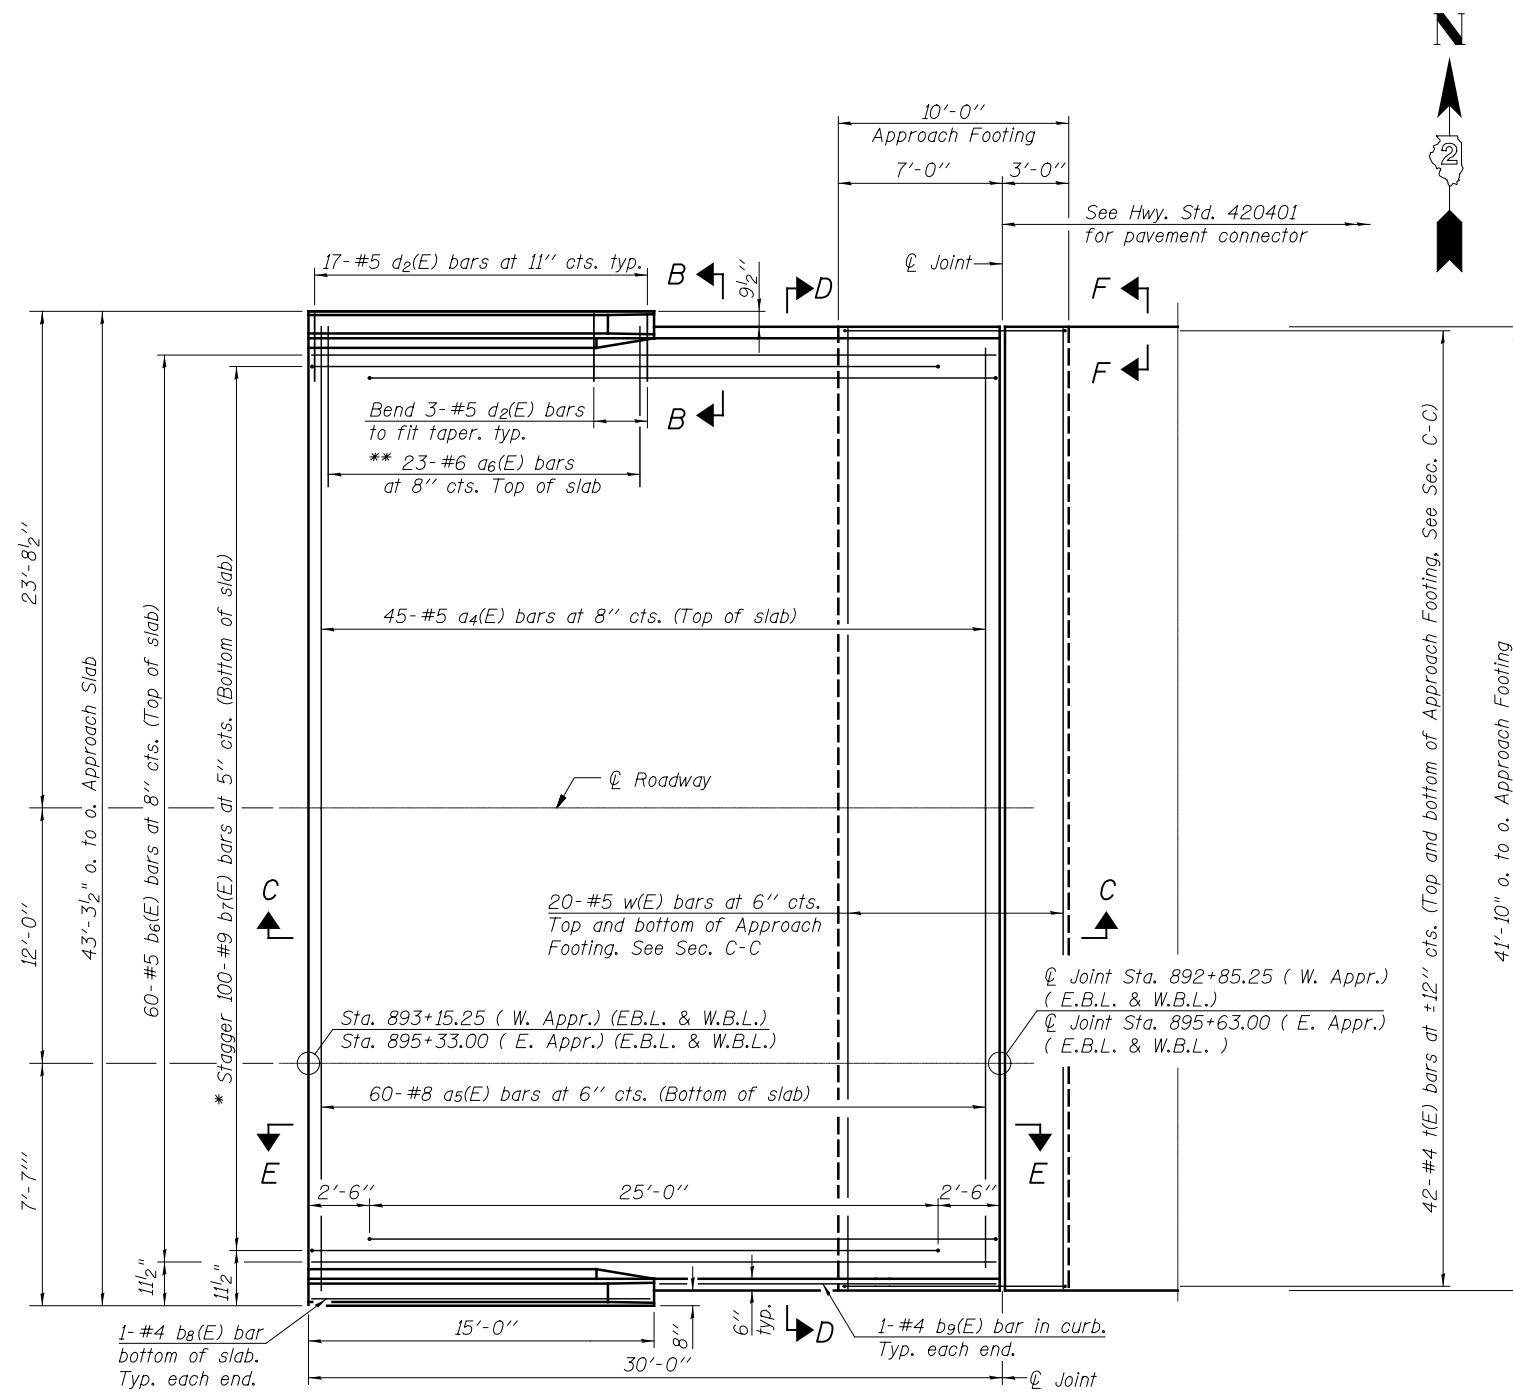 N
2
10'-0''
Approach Footing
7'-0''
3'-0''
See Hwy. Std. 420401
for pavement connector
℄ Joint
17-#5 d2(E) bars at 11'' cts. typ.
B
9½''
D
F
F
Bend 3-#5 d2(E) bars
to fit taper. typ.
B
** 23-#6 a6(E) bars
at 8'' cts. Top of slab
23'-8½''
43'-3½" o. to o. Approach Slab
60-#5 b6(E) bars at 8'' cts. (Top of slab)
* Stagger 100-#9 b7(E) bars at 5'' cts. (Bottom of slab)
45-#5 a4(E) bars at 8'' cts. (Top of slab)
42-#4 t(E) bars at ±12'' cts. (Top and bottom of Approach Footing, See Sec. C-C)
41'-10" o. to o. Approach Footing
℄ Roadway
12'-0''
C
C
20-#5 w(E) bars at 6'' cts.
Top and bottom of Approach
Footing. See Sec. C-C
℄ Joint Sta. 892+85.25 ( W. Appr.)
( E.B.L. & W.B.L.)
℄ Joint Sta. 895+63.00 ( E. Appr.)
( E.B.L. & W.B.L. )
Sta. 893+15.25 ( W. Appr.) (EB.L. & W.B.L.)
Sta. 895+33.00 ( E. Appr.) (E.B.L. & W.B.L.)
60-#8 a5(E) bars at 6'' cts. (Bottom of slab)
E
E
7'-7'''
2'-6''
25'-0''
2'-6''
11½"
11½"
1-#4 b8(E) bar
bottom of slab.
Typ. each end.
15'-0''
8''
6''
typ.
D
1-#4 b9(E) bar in curb.
Typ. each end.
30'-0''
℄ Joint